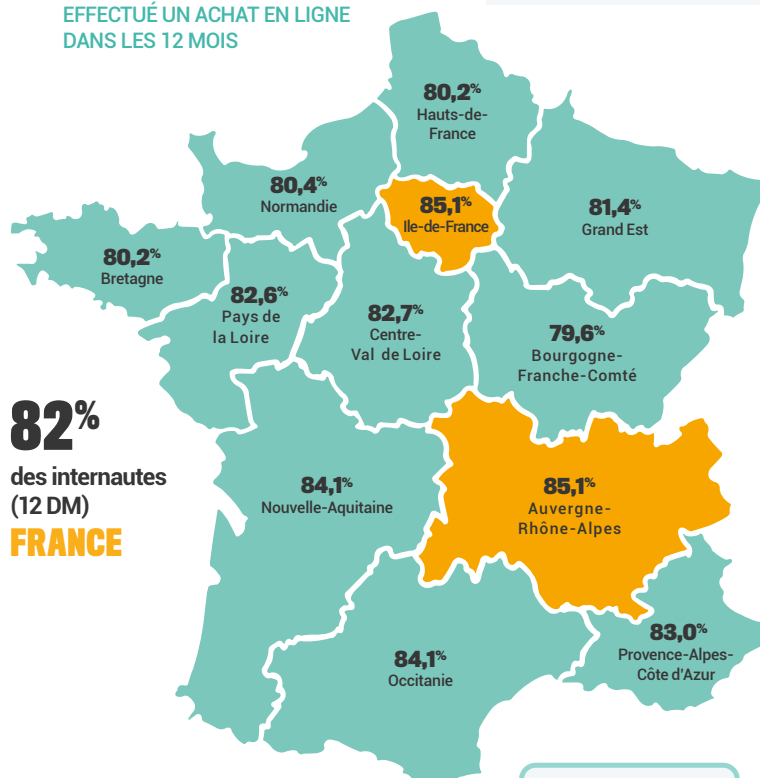 EFFECTUÉ UN ACHAT EN LIGNE
DANS LES 12 MOIS
80,2%
Hauts-de-
France
80,4%
Normandie
85,1%
Ile-de-France
81,4%
Grand Est
80,2%
Bretagne
82,6%
Pays de
la Loire
82,7%
Centre-
Val de Loire
79,6%
Bourgogne-
Franche-Comté
82%
des internautes
(12 DM)
FRANCE
84,1%
Nouvelle-Aquitaine
85,1%
Auvergne-
Rhône-Alpes
83,0%
Provence-Alpes-
Côte d'Azur
84,1%
Occitanie